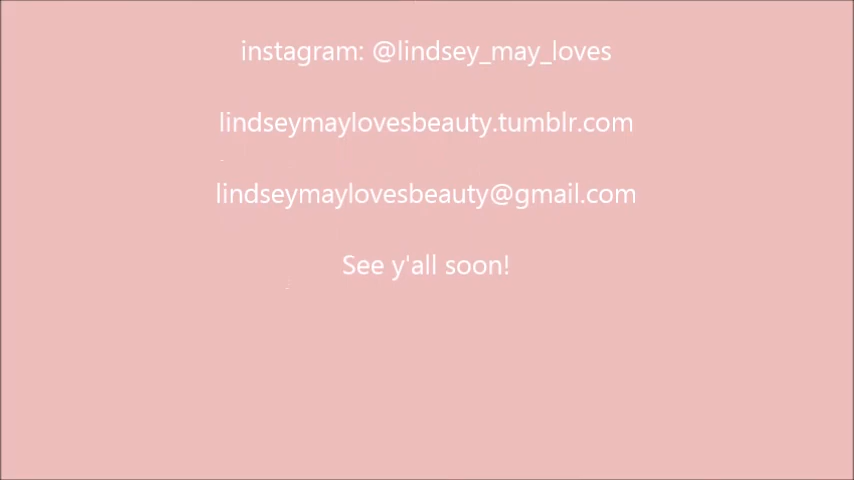 instagram: @lindsey_may_loves
lindseymaylovesbeauty.tumblr.com
lindseymaylovesbeauty@gmail.com
See y'all soon!